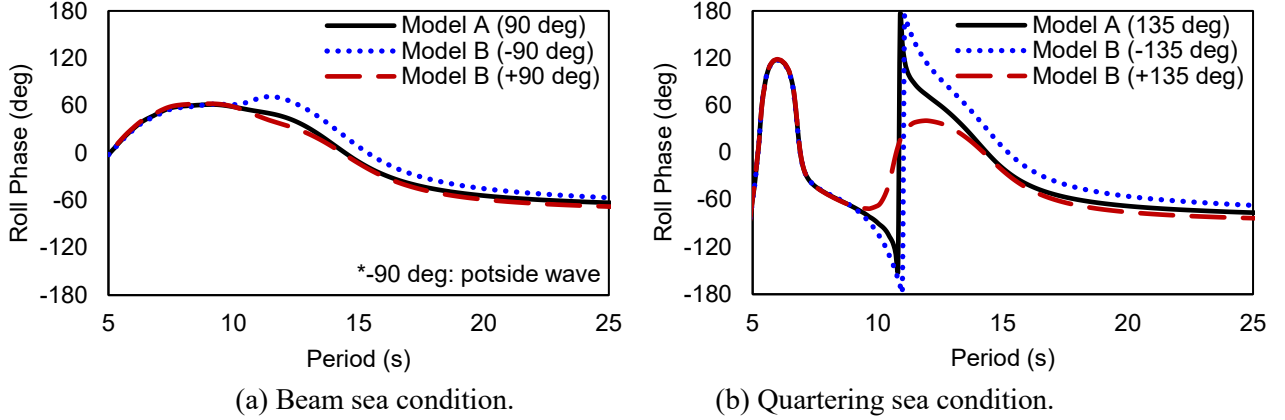 180
120
60
0
-60
-120
-180
Roll Phase (deg)
Model A (90 deg)
Model B (-90 deg)
Model B (+90 deg)
*-90 deg: potside wave
5 10 15 20 25
Period (s)
(a) Beam sea condition.
180
120
60
0
-60
-120
-180
Roll Phase (deg)
Model A (135 deg)
Model B (-135 deg)
Model B (+135 deg)
5 10 15 20 25
Period (s)
(b) Quartering sea condition.